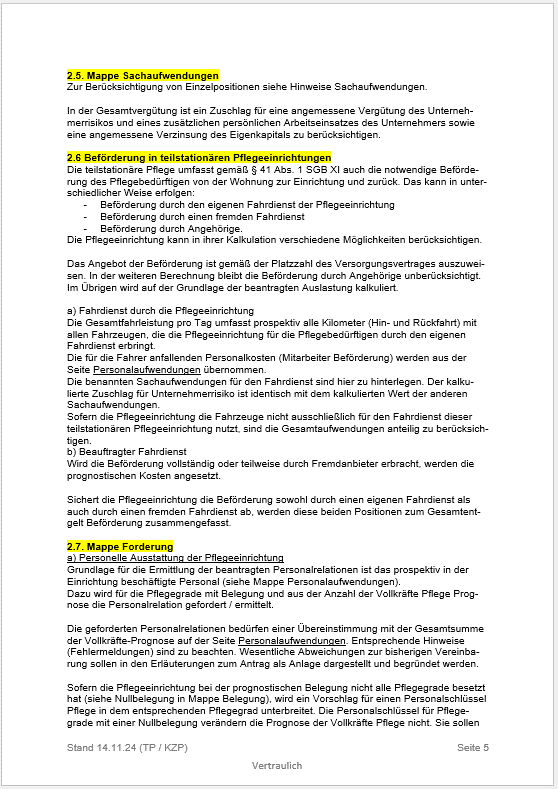 2.5. Mappe Sachaufwendungen
Zur Berücksichtigung von Einzelpositionen siehe Hinweise Sachaufwendungen.
In der Gesamtvergütung ist ein Zuschlag für eine angemessene Vergütung des Unterneh-
merrisikos und eines zusätzlichen persönlichen Arbeitseinsatzes des Unternehmers sowie
eine angemessene Verzinsung des Eigenkapitals zu berücksichtigen.
2.6 Beförderung in teilstationären Pflegeeinrichtungen
Die teilstationäre Pflege umfasst gemäß § 41 Abs. 1 SGB XI auch die notwendige Beförde-
rung des Pflegebedürftigen von der Wohnung zur Einrichtung und zurück. Das kann in unter-
schiedlicher Weise erfolgen:
- Beförderung durch den eigenen Fahrdienst der Pflegeeinrichtung
- Beförderung durch einen fremden Fahrdienst
- Beförderung durch Angehörige.
Die Pflegeeinrichtung kann in ihrer Kalkulation verschiedene Möglichkeiten berücksichtigen.
Das Angebot der Beförderung ist gemäß der Platzzahl des Versorgungsvertrages auszuwei-
sen. In der weiteren Berechnung bleibt die Beförderung durch Angehörige unberücksichtigt.
Im Übrigen wird auf der Grundlage der beantragten Auslastung kalkuliert.
a) Fahrdienst durch die Pflegeeinrichtung
Die Gesamtfahrleistung pro Tag umfasst prospektiv alle Kilometer (Hin- und Rückfahrt) mit
allen Fahrzeugen, die die Pflegeeinrichtung für die Pflegebedürftigen durch den eigenen
Fahrdienst erbringt.
Die für die Fahrer anfallenden Personalkosten (Mitarbeiter Beförderung) werden aus der
Seite Personalaufwendungen übernommen.
Die benannten Sachaufwendungen für den Fahrdienst sind hier zu hinterlegen. Der kalku-
lierte Zuschlag für Unternehmerrisiko ist identisch mit dem kalkulierten Wert der anderen
Sachaufwendungen.
Sofern die Pflegeeinrichtung die Fahrzeuge nicht ausschließlich für den Fahrdienst dieser
teilstationären Pflegeeinrichtung nutzt, sind die Gesamtaufwendungen anteilig zu berücksich-
tigen.
b) Beauftragter Fahrdienst
Wird die Beförderung vollständig oder teilweise durch Fremdanbieter erbracht, werden die
prognostischen Kosten angesetzt.
Sichert die Pflegeeinrichtung die Beförderung sowohl durch einen eigenen Fahrdienst als
auch durch einen fremden Fahrdienst ab, werden diese beiden Positionen zum Gesamtent-
gelt Beförderung zusammengefasst.
2.7. Mappe Forderung
a) Personelle Ausstattung der Pflegeeinrichtung
Grundlage für die Ermittlung der beantragten Personalrelationen ist das prospektiv in der
Einrichtung beschäftigte Personal (siehe Mappe Personalaufwendungen).
Dazu wird für die Pflegegrade mit Belegung und aus der Anzahl der Vollkräfte Pflege Prog-
nose die Personalrelation gefordert / ermittelt.
Die geforderten Personalrelationen bedürfen einer Übereinstimmung mit der Gesamtsumme
der Vollkräfte-Prognose auf der Seite Personalaufwendungen. Entsprechende Hinweise
(Fehlermeldungen) sind zu beachten. Wesentliche Abweichungen zur bisherigen Vereinba-
rung sollen in den Erläuterungen zum Antrag als Anlage dargestellt und begründet werden.
Sofern die Pflegeeinrichtung bei der prognostischen Belegung nicht alle Pflegegrade besetzt
hat (siehe Nullbelegung in Mappe Belegung), wird ein Vorschlag für einen Personalschlüssel
Pflege in dem entsprechenden Pflegegrad unterbreitet. Die Personalschlüssel für Pflege-
grade mit einer Nullbelegung verändern die Prognose der Vollkräfte Pflege nicht. Sie sollen
Stand 14.11.24 (TP / KZP) Seite 5
Vertraulich